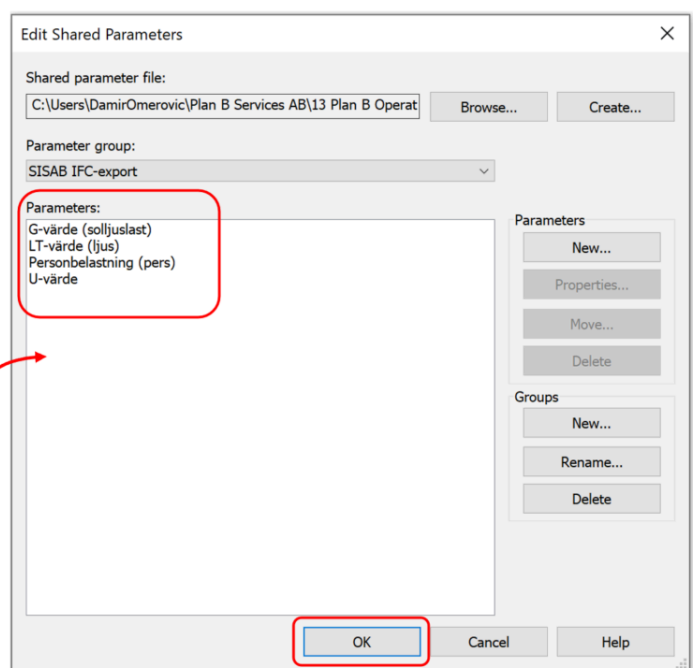 Edit Shared Parameters
Shared parameter file:
C:\Users\DamirOmerovic\Plan B Services AB\13 Plan B Operat
Browse...
Create...
Parameter group:
SISAB IFC-export
Parameters:
G-värde (solljuslast)
LT-värde (ljus)
Personbelastning (pers)
U-värde
Parameters
New...
Properties...
Move...
Delete
Groups
New...
Rename...
Delete
OK
Cancel
Help